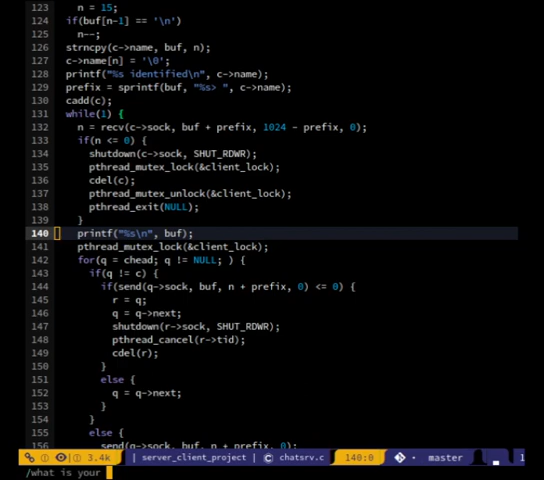 123 n = 15;
124 if(buf[n-1] == '\n')
125 n--;
126 strncpy(c->name, buf, n);
127 c->name[n] = '\0';
128 printf("%s identified\n", c->name);
129 prefix = sprintf(buf, "%s> ", c->name);
130 cadd(c);
131 while(1) {
132 n = recv(c->sock, buf + prefix, 1024 - prefix, 0);
133 if(n <= 0) {
134 shutdown(c->sock, SHUT_RDWR);
135 pthread_mutex_lock(&client_lock);
136 cdel(c);
137 pthread_mutex_unlock(&client_lock);
138 pthread_exit(NULL);
139 }
140 printf("%s\n", buf);
141 pthread_mutex_lock(&client_lock);
142 for(q = chead; q != NULL; ) {
143 if(q != c) {
144 if(send(q->sock, buf, n + prefix, 0) <= 0) {
145 r = q;
146 q = q->next;
147 shutdown(r->sock, SHUT_RDWR);
148 pthread_cancel(r->tid);
149 cdel(r);
150 }
151 else {
152 q = q->next;
153 }
154 }
155 else {
156 send(q->sock, buf, n + prefix, 0);
3.4k | server_client_project | chatsrv.c 140:0 master 1
/what is your